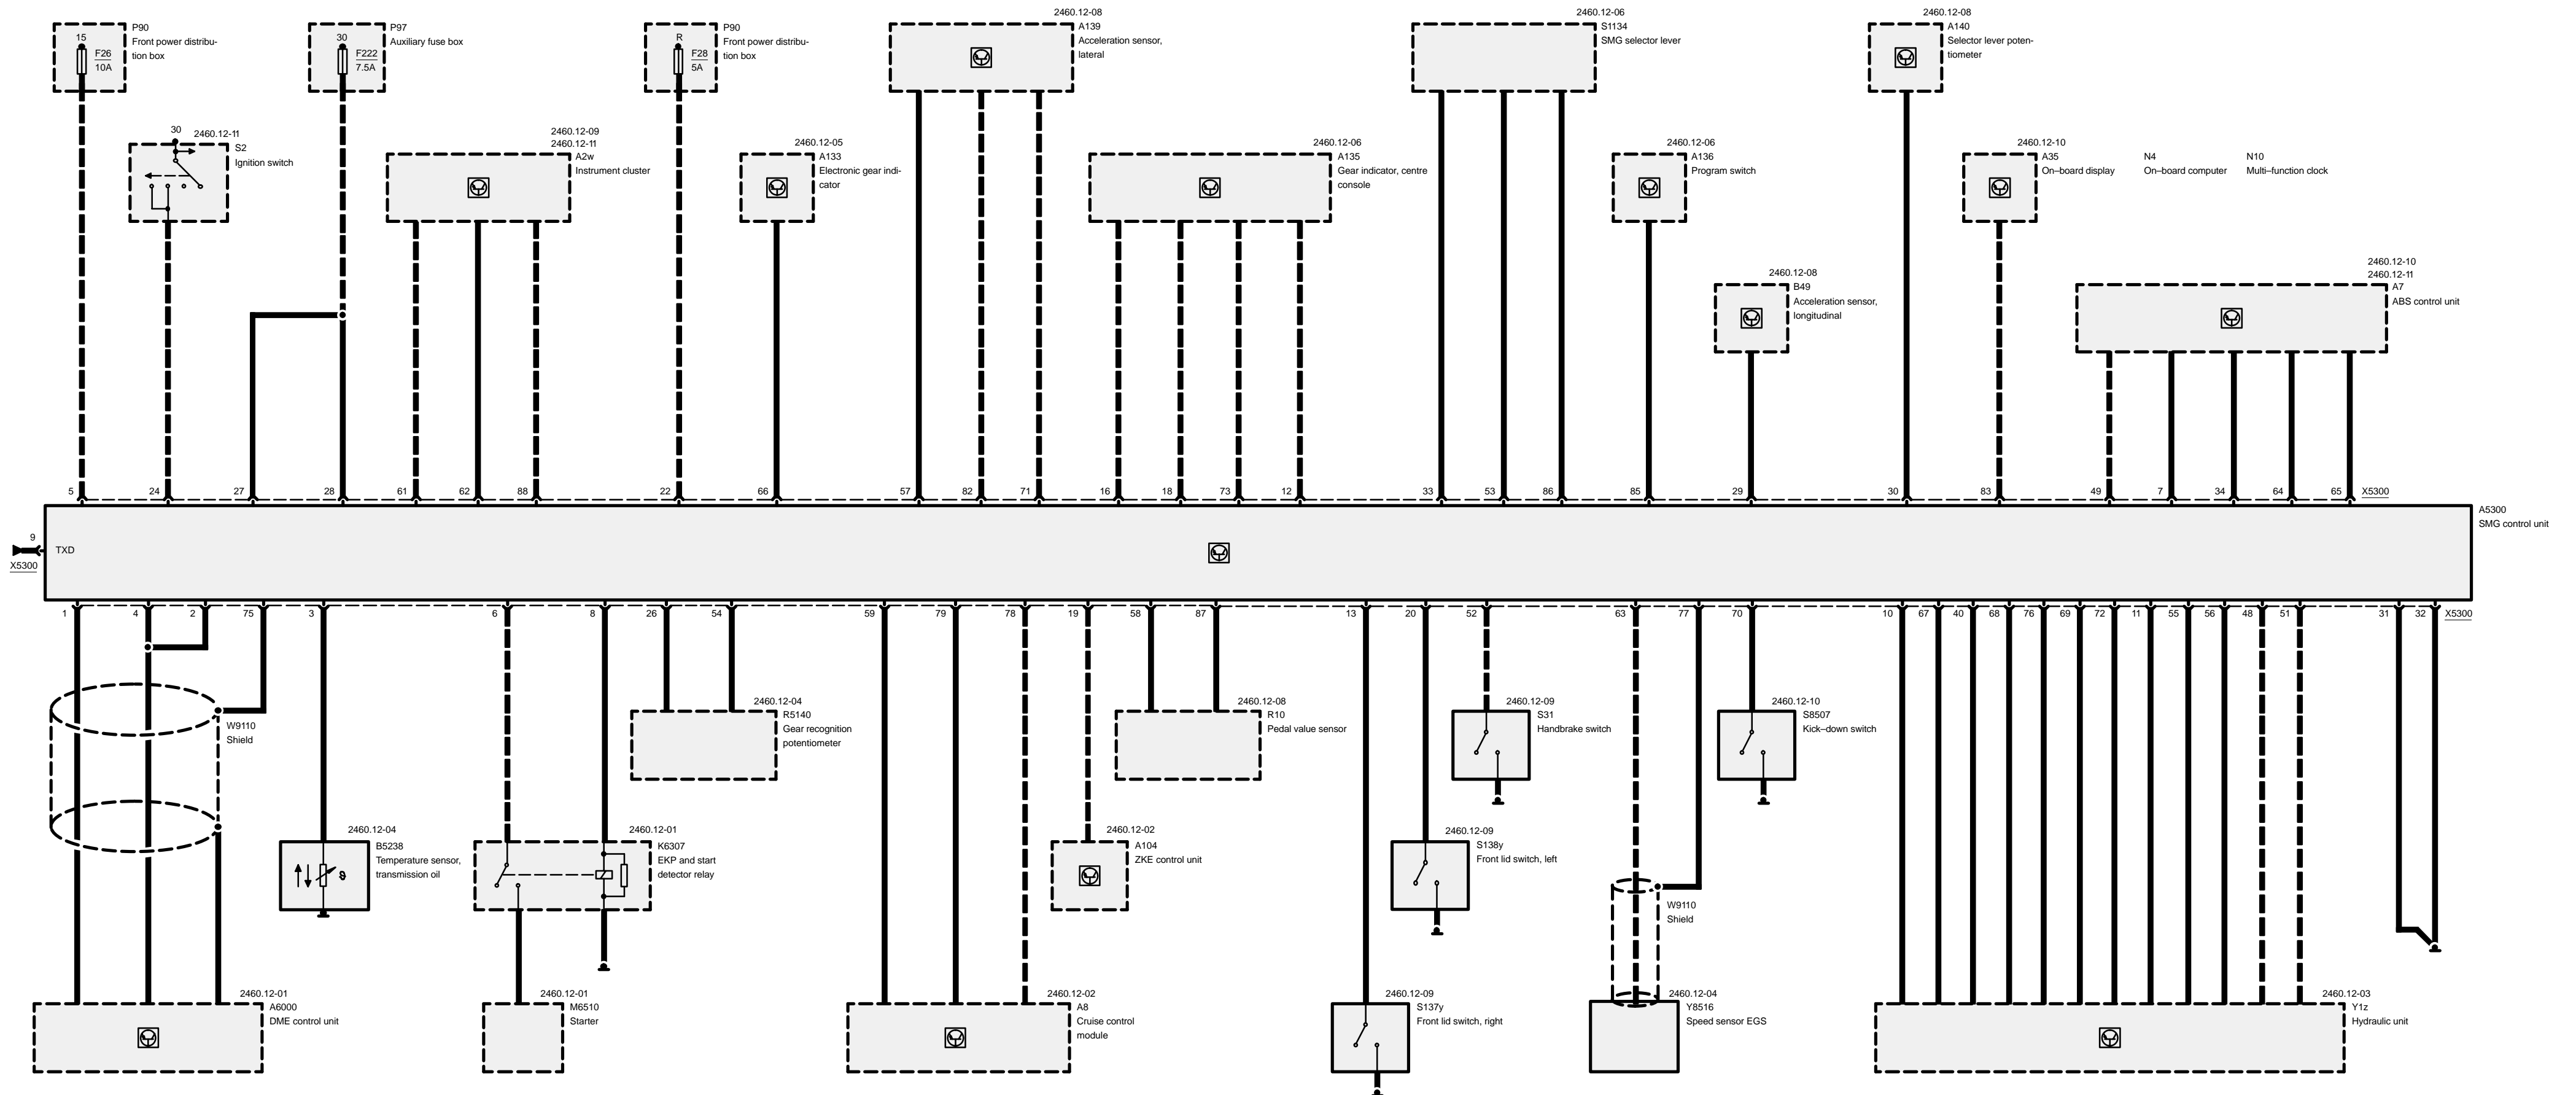 P90
Front power distribu-
tion box
15
F26
10A
P97
Auxiliary fuse box
30
F222
7.5A
P90
Front power distribu-
tion box
R
F28
5A
2460.12-08
A139
Acceleration sensor,
lateral
2460.12-06
S1134
SMG selector lever
2460.12-08
A140
Selector lever poten-
tiometer
30
2460.12-11
S2
Ignition switch
2460.12-09
2460.12-11
A2w
Instrument cluster
2460.12-05
A133
Electronic gear indi-
cator
2460.12-06
A135
Gear indicator, centre
console
2460.12-06
A136
Program switch
2460.12-10
A35
On–board display
N4
On–board computer
N10
Multi–function clock
2460.12-08
B49
Acceleration sensor,
longitudinal
2460.12-10
2460.12-11
A7
ABS control unit
5 24 27 28 61 62 88 22 66 57 82 71 16 18 73 12 33 53 86 85 29 30 83 49 7 34 64 65 X5300
A5300
SMG control unit
9
X5300
TXD
1 4 2 75 3 6 8 26 54 59 79 78 19 58 87 13 20 52 63 77 70 10 67 40 68 76 69 72 11 55 56 48 51 31 32 X5300
W9110
Shield
2460.12-04
R5140
Gear recognition
potentiometer
2460.12-08
R10
Pedal value sensor
2460.12-09
S31
Handbrake switch
2460.12-10
S8507
Kick–down switch
2460.12-04
B5238
Temperature sensor,
transmission oil
ϑ
2460.12-01
K6307
EKP and start
detector relay
2460.12-02
A104
ZKE control unit
2460.12-09
S138y
Front lid switch, left
W9110
Shield
2460.12-01
A6000
DME control unit
2460.12-01
M6510
Starter
2460.12-02
A8
Cruise control
module
2460.12-09
S137y
Front lid switch, right
2460.12-04
Y8516
Speed sensor EGS
2460.12-03
Y1z
Hydraulic unit